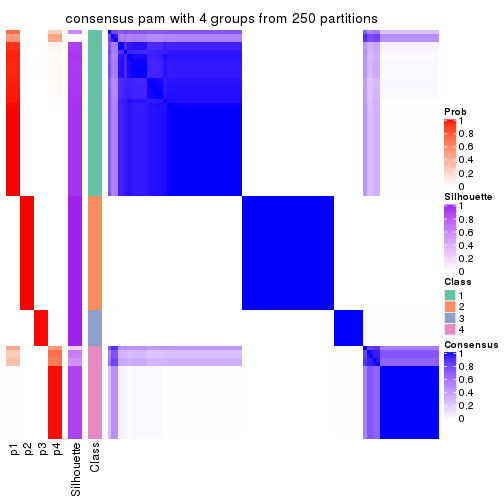 consensus pam with 4 groups from 250 partitions
Prob
1
0.8
0.6
0.4
0.2
0
Silhouette
1
0.8
0.6
0.4
0.2
0
Class
1
2
3
4
Consensus
1
0.8
0.6
0.4
0.2
0
p1
p2
p3
p4
Silhouette
Class